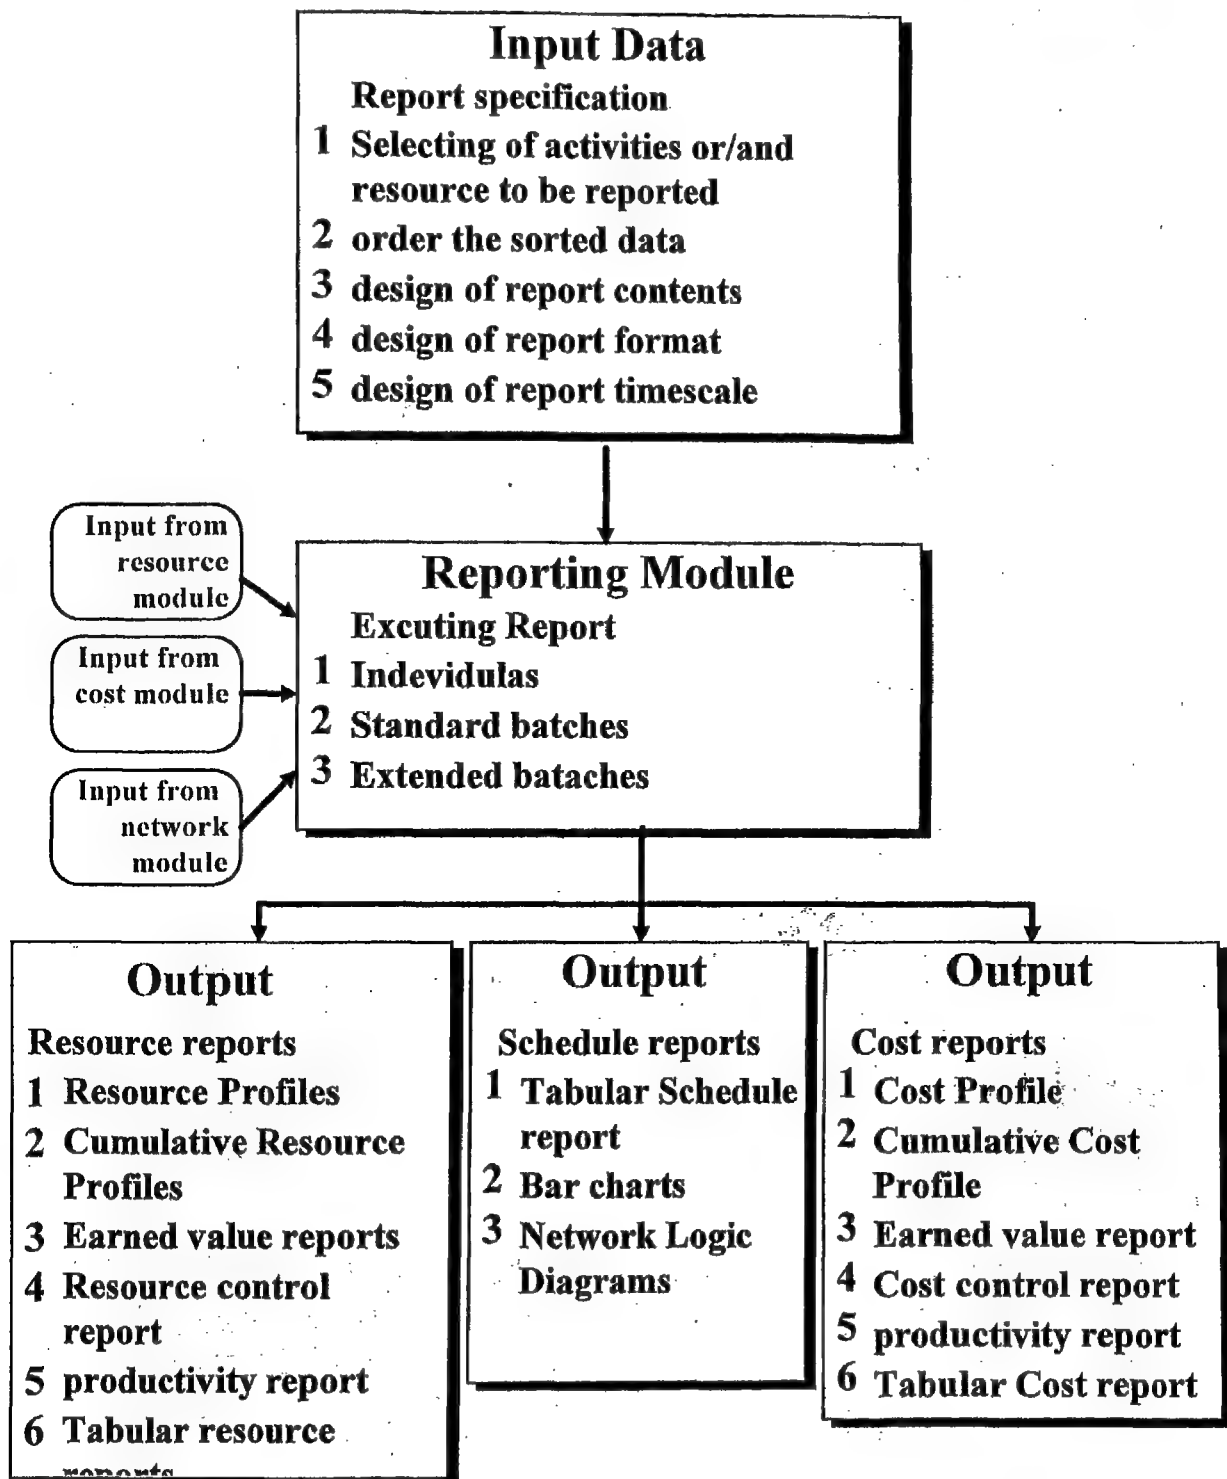 Input Data
Report specification
1 Selecting of activities or/and
resource to be reported
2 order the sorted data
3 design of report contents
4 design of report format
5 design of report timescale
Input from
resource
module
Input from
cost module
Input from
network
module
Reporting Module
Excuting Report
1 Indevidulas
2 Standard batches
3 Extended bataches
Output
Resource reports
1 Resource Profiles
2 Cumulative Resource
Profiles
3 Earned value reports
4 Resource control
report
5 productivity report
6 Tabular resource
reports
Output
Schedule reports
1 Tabular Schedule
report
2 Bar charts
3 Network Logic
Diagrams
Output
Cost reports
1 Cost Profile
2 Cumulative Cost
Profile
3 Earned value report
4 Cost control report
5 productivity report
6 Tabular Cost report